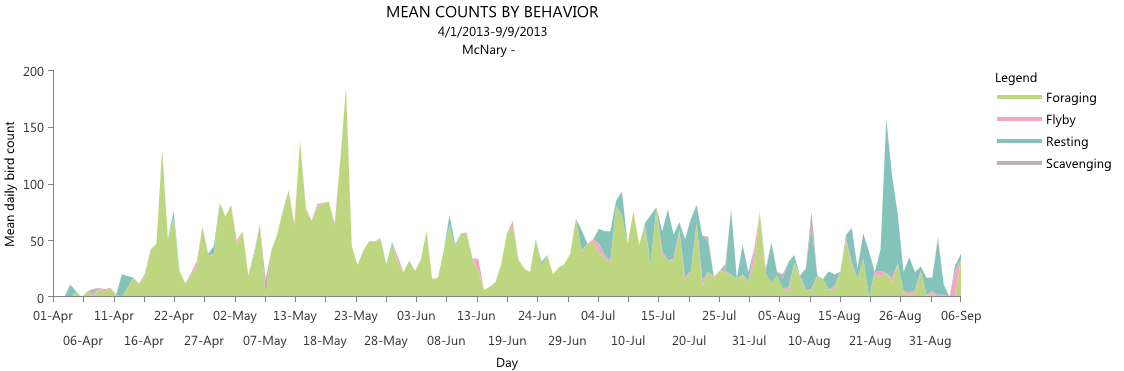 MEAN COUNTS BY BEHAVIOR
4/1/2013-9/9/2013
McNary -
Mean daily bird count
200
150
100
50
0
Legend
Foraging
Flyby
Resting
Scavenging
01-Apr 11-Apr 22-Apr 02-May 13-May 23-May 03-Jun 13-Jun 24-Jun 04-Jul 15-Jul 25-Jul 05-Aug 15-Aug 26-Aug 06-Sep
06-Apr 16-Apr 27-Apr 07-May 18-May 28-May 08-Jun 19-Jun 29-Jun 10-Jul 20-Jul 31-Jul 10-Aug 21-Aug 31-Aug
Day